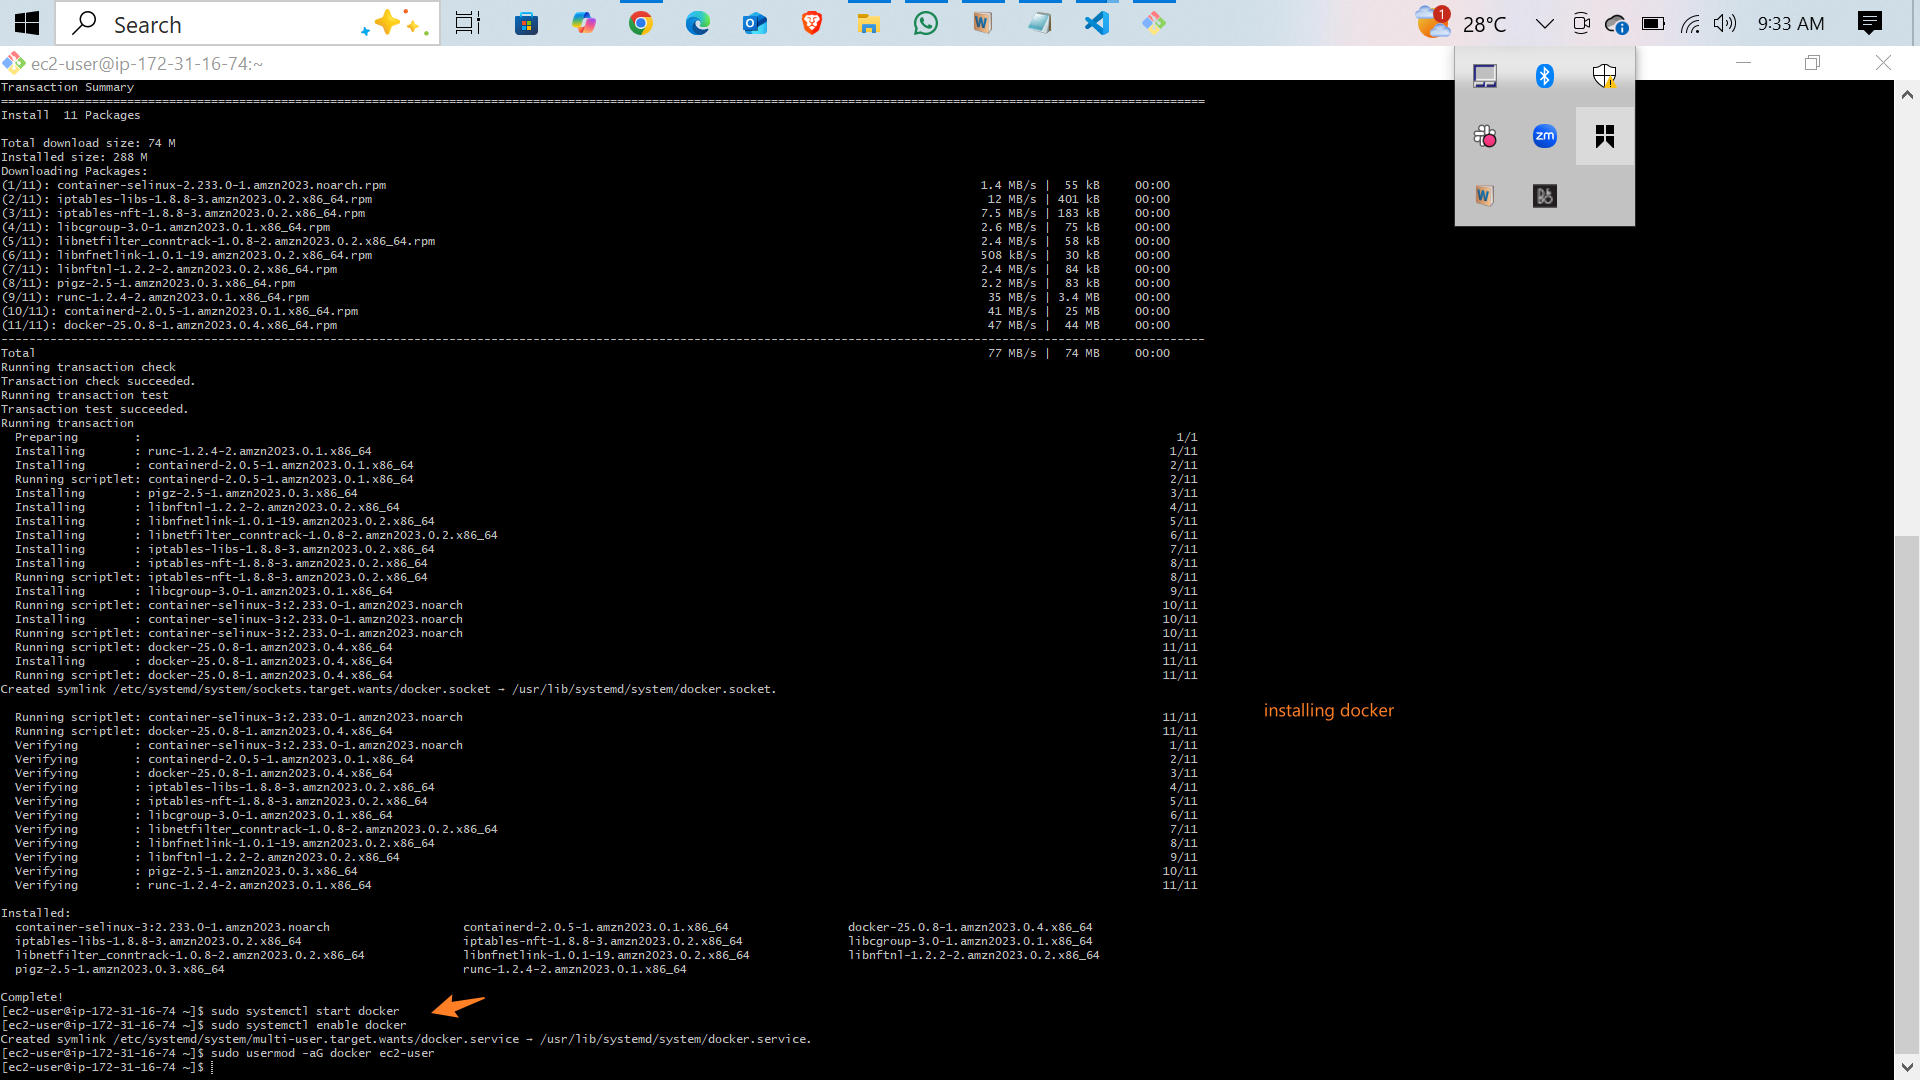 Search
1
28°C
9:33 AM
ec2-user@ip-172-31-16-74:~
zm
Transaction Summary
Install  11 Packages
Total download size: 74 M
Installed size: 288 M
Downloading Packages:
(1/11): container-selinux-2.233.0-1.amzn2023.noarch.rpm 1.4 MB/s | 55 kB 00:00
(2/11): iptables-libs-1.8.8-3.amzn2023.0.2.x86_64.rpm 12 MB/s | 401 kB 00:00
(3/11): iptables-nft-1.8.8-3.amzn2023.0.2.x86_64.rpm 7.5 MB/s | 183 kB 00:00
(4/11): libcgroup-3.0-1.amzn2023.0.1.x86_64.rpm 2.6 MB/s | 75 kB 00:00
(5/11): libnetfilter_conntrack-1.0.8-2.amzn2023.0.2.x86_64.rpm 2.4 MB/s | 58 kB 00:00
(6/11): libnfnetlink-1.0.1-19.amzn2023.0.2.x86_64.rpm 508 kB/s | 30 kB 00:00
(7/11): libnftnl-1.2.2-2.amzn2023.0.2.x86_64.rpm 2.4 MB/s | 84 kB 00:00
(8/11): pigz-2.5-1.amzn2023.0.3.x86_64.rpm 2.2 MB/s | 83 kB 00:00
(9/11): runc-1.2.4-2.amzn2023.0.1.x86_64.rpm 35 MB/s | 3.4 MB 00:00
(10/11): containerd-2.0.5-1.amzn2023.0.1.x86_64.rpm 41 MB/s | 25 MB 00:00
(11/11): docker-25.0.8-1.amzn2023.0.4.x86_64.rpm 47 MB/s | 44 MB 00:00
Total 77 MB/s | 74 MB 00:00
Running transaction check
Transaction check succeeded.
Running transaction test
Transaction test succeeded.
Running transaction
Preparing : 1/1
Installing : runc-1.2.4-2.amzn2023.0.1.x86_64 1/11
Installing : containerd-2.0.5-1.amzn2023.0.1.x86_64 2/11
Running scriptlet: containerd-2.0.5-1.amzn2023.0.1.x86_64 2/11
Installing : pigz-2.5-1.amzn2023.0.3.x86_64 3/11
Installing : libnftnl-1.2.2-2.amzn2023.0.2.x86_64 4/11
Installing : libnfnetlink-1.0.1-19.amzn2023.0.2.x86_64 5/11
Installing : libnetfilter_conntrack-1.0.8-2.amzn2023.0.2.x86_64 6/11
Installing : iptables-libs-1.8.8-3.amzn2023.0.2.x86_64 7/11
Installing : iptables-nft-1.8.8-3.amzn2023.0.2.x86_64 8/11
Running scriptlet: iptables-nft-1.8.8-3.amzn2023.0.2.x86_64 8/11
Installing : libcgroup-3.0-1.amzn2023.0.1.x86_64 9/11
Running scriptlet: container-selinux-3:2.233.0-1.amzn2023.noarch 10/11
Installing : container-selinux-3:2.233.0-1.amzn2023.noarch 10/11
Running scriptlet: container-selinux-3:2.233.0-1.amzn2023.noarch 10/11
Running scriptlet: docker-25.0.8-1.amzn2023.0.4.x86_64 11/11
Installing : docker-25.0.8-1.amzn2023.0.4.x86_64 11/11
Running scriptlet: docker-25.0.8-1.amzn2023.0.4.x86_64 11/11
Created symlink /etc/systemd/system/sockets.target.wants/docker.socket → /usr/lib/systemd/system/docker.socket.
installing docker
Running scriptlet: container-selinux-3:2.233.0-1.amzn2023.noarch 11/11
Running scriptlet: docker-25.0.8-1.amzn2023.0.4.x86_64 11/11
Verifying : container-selinux-3:2.233.0-1.amzn2023.noarch 1/11
Verifying : containerd-2.0.5-1.amzn2023.0.1.x86_64 2/11
Verifying : docker-25.0.8-1.amzn2023.0.4.x86_64 3/11
Verifying : iptables-libs-1.8.8-3.amzn2023.0.2.x86_64 4/11
Verifying : iptables-nft-1.8.8-3.amzn2023.0.2.x86_64 5/11
Verifying : libcgroup-3.0-1.amzn2023.0.1.x86_64 6/11
Verifying : libnetfilter_conntrack-1.0.8-2.amzn2023.0.2.x86_64 7/11
Verifying : libnfnetlink-1.0.1-19.amzn2023.0.2.x86_64 8/11
Verifying : libnftnl-1.2.2-2.amzn2023.0.2.x86_64 9/11
Verifying : pigz-2.5-1.amzn2023.0.3.x86_64 10/11
Verifying : runc-1.2.4-2.amzn2023.0.1.x86_64 11/11
Installed:
container-selinux-3:2.233.0-1.amzn2023.noarch containerd-2.0.5-1.amzn2023.0.1.x86_64 docker-25.0.8-1.amzn2023.0.4.x86_64
iptables-libs-1.8.8-3.amzn2023.0.2.x86_64 iptables-nft-1.8.8-3.amzn2023.0.2.x86_64 libcgroup-3.0-1.amzn2023.0.1.x86_64
libnetfilter_conntrack-1.0.8-2.amzn2023.0.2.x86_64 libnfnetlink-1.0.1-19.amzn2023.0.2.x86_64 libnftnl-1.2.2-2.amzn2023.0.2.x86_64
pigz-2.5-1.amzn2023.0.3.x86_64 runc-1.2.4-2.amzn2023.0.1.x86_64
Complete!
[ec2-user@ip-172-31-16-74 ~]$ sudo systemctl start docker
[ec2-user@ip-172-31-16-74 ~]$ sudo systemctl enable docker
Created symlink /etc/systemd/system/multi-user.target.wants/docker.service → /usr/lib/systemd/system/docker.service.
[ec2-user@ip-172-31-16-74 ~]$ sudo usermod -aG docker ec2-user
[ec2-user@ip-172-31-16-74 ~]$